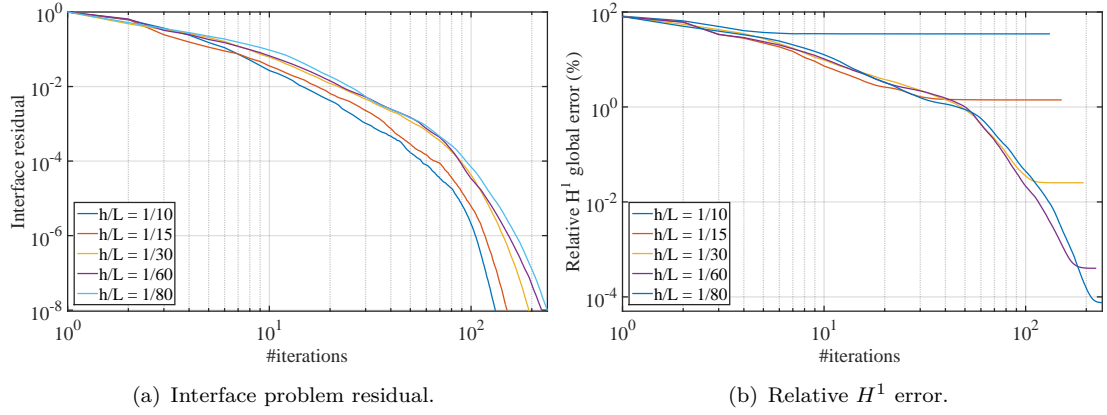 10^0
10^-2
10^-4
10^-6
10^-8
Interface residual
h/L = 1/10
h/L = 1/15
h/L = 1/30
h/L = 1/60
h/L = 1/80
10^0
10^1
10^2
#iterations
(a) Interface problem residual.
10^2
10^0
10^-2
10^-4
Relative H^1 global error (%)
h/L = 1/10
h/L = 1/15
h/L = 1/30
h/L = 1/60
h/L = 1/80
10^0
10^1
10^2
#iterations
(b) Relative H^1 error.